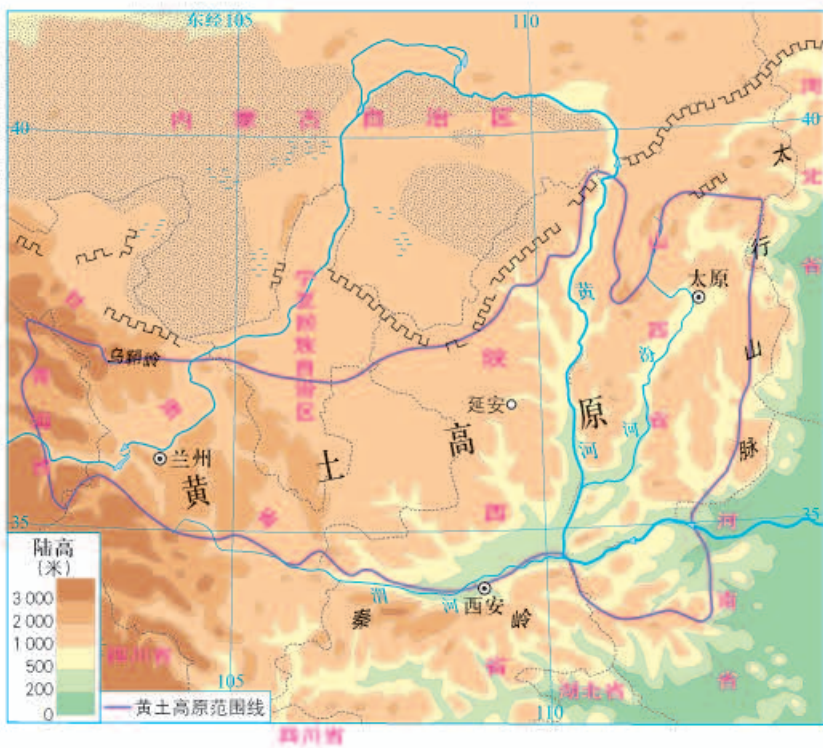 东经105
110
内蒙古自治区
40
40
太
河
北
省
行
山
脉
宁夏回族自治区
山
西
省
太原
黄
河
汾
河
乌鞘岭
甘
肃
省
青
海
省
陕
西
省
延安
黄
土
高
原
兰州
35
35
河
南
省
陆高
(米)
3 000
2 000
1 000
500
200
0
秦
岭
渭
河
西安
四川省
105
湖北省
110
黄土高原范围线
四川省